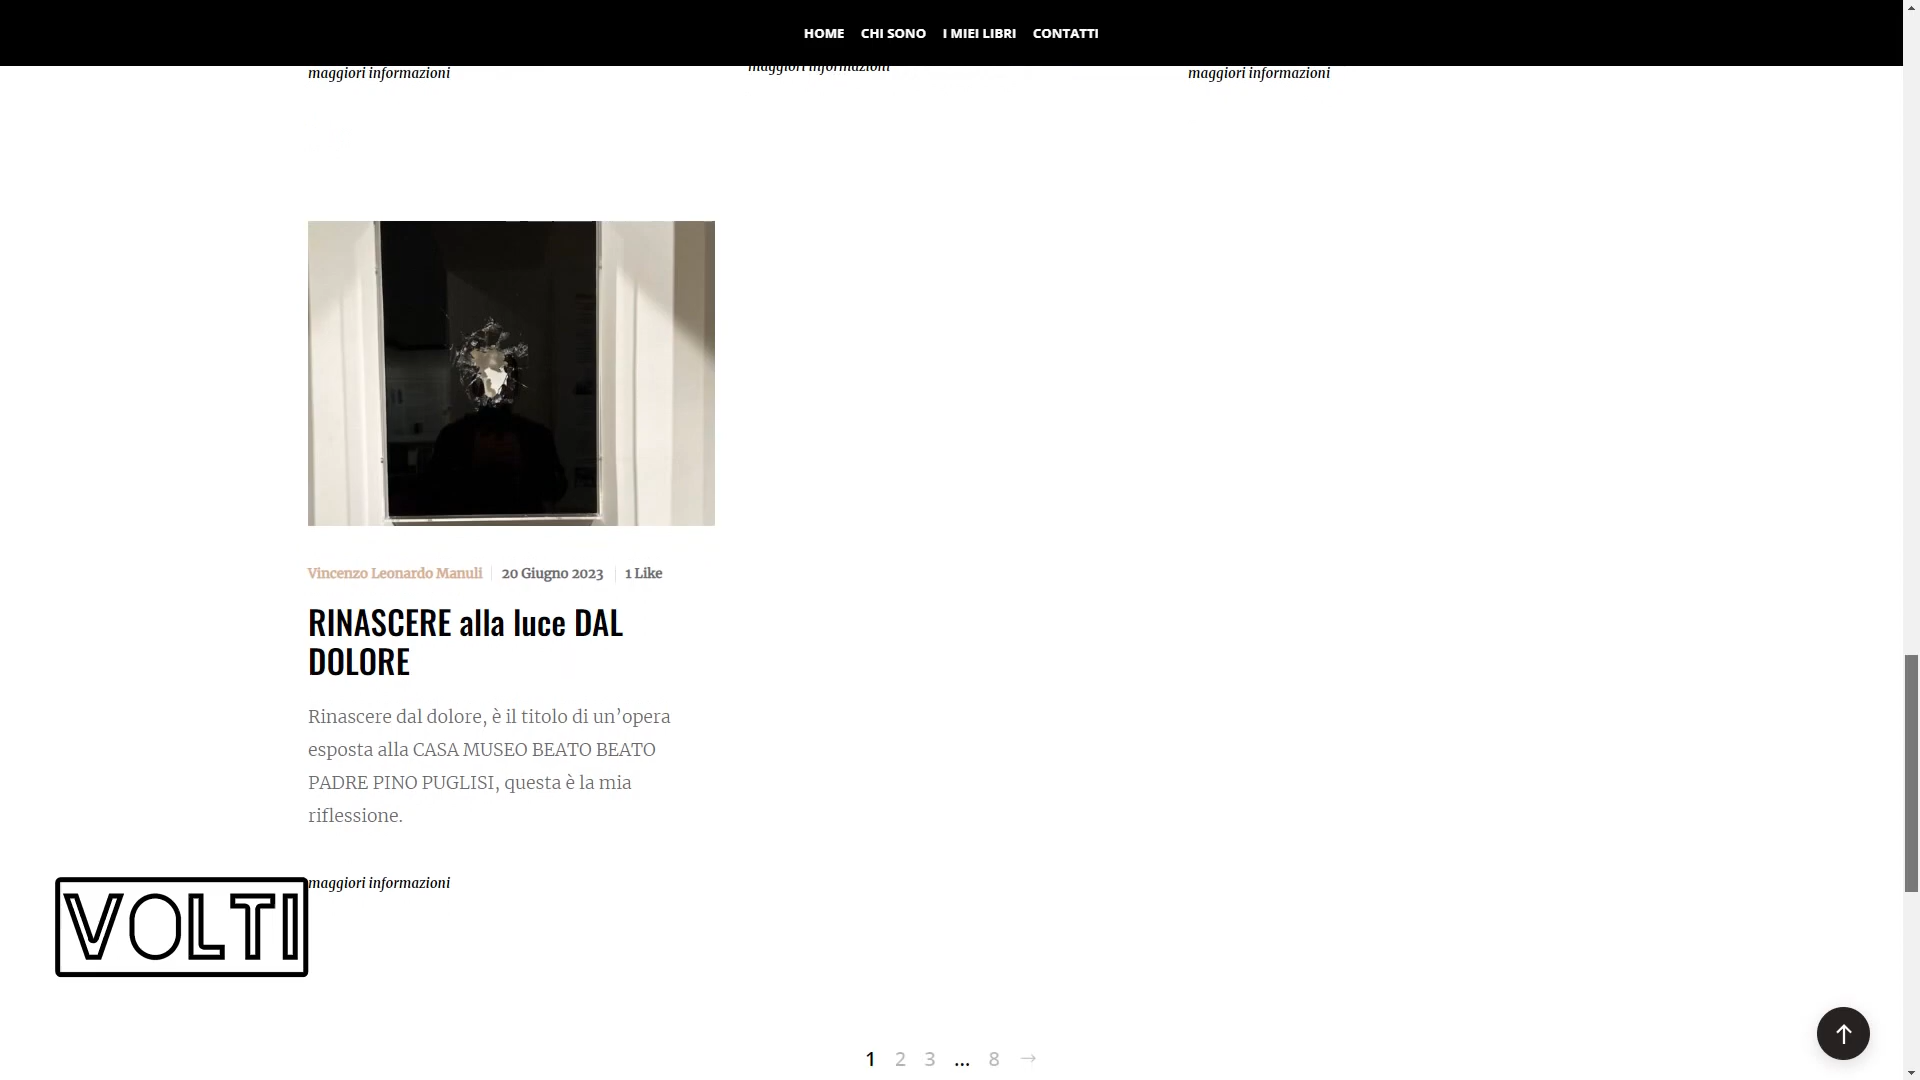 HOME CHI SONO I MIEI LIBRI CONTATTI
maggiori informazioni maggiori informazioni maggiori informazioni
Vincenzo Leonardo Manuli 20 Giugno 2023 1 Like
RINASCERE alla luce DAL
DOLORE
Rinascere dal dolore, è il titolo di un’opera
esposta alla CASA MUSEO BEATO BEATO
PADRE PINO PUGLISI, questa è la mia
riflessione.
maggiori informazioni
VOLTI
1 2 3 … 8 →